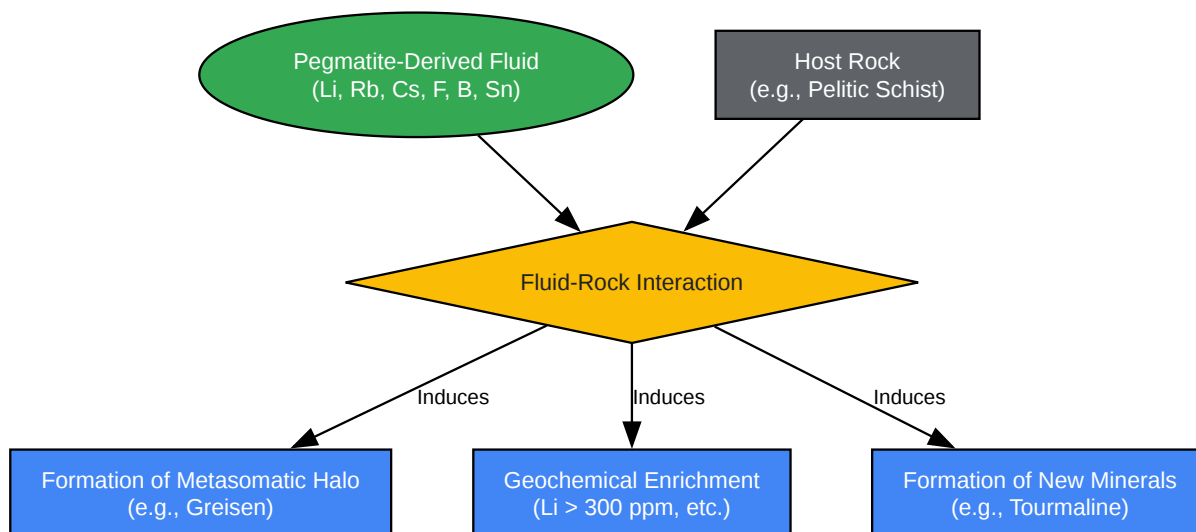 Pegmatite-Derived Fluid
(Li, Rb, Cs, F, B, Sn)
Host Rock
(e.g., Pelitic Schist)
Fluid-Rock Interaction
Induces
Induces
Induces
Formation of Metasomatic Halo
(e.g., Greisen)
Geochemical Enrichment
(Li > 300 ppm, etc.)
Formation of New Minerals
(e.g., Tourmaline)